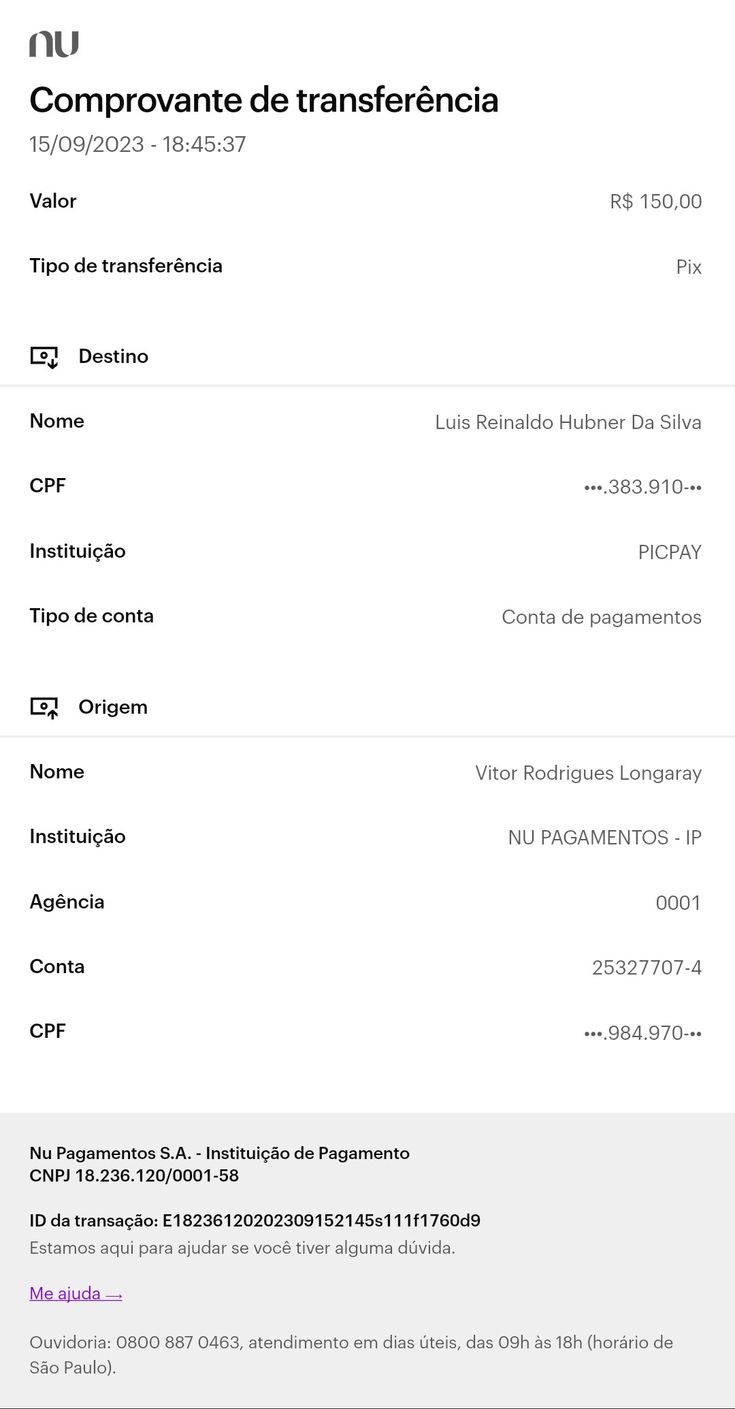 nu
Comprovante de transferência
15/09/2023 - 18:45:37
Valor R$ 150,00
Tipo de transferência Pix
Destino
Nome Luis Reinaldo Hubner Da Silva
CPF •••.383.910-••
Instituição PICPAY
Tipo de conta Conta de pagamentos
Origem
Nome Vitor Rodrigues Longaray
Instituição NU PAGAMENTOS - IP
Agência 0001
Conta 25327707-4
CPF •••.984.970-••
Nu Pagamentos S.A. - Instituição de Pagamento
CNPJ 18.236.120/0001-58
ID da transação: E18236120202309152145s111f1760d9
Estamos aqui para ajudar se você tiver alguma dúvida.
Me ajuda →
Ouvidoria: 0800 887 0463, atendimento em dias úteis, das 09h às 18h (horário de
São Paulo).